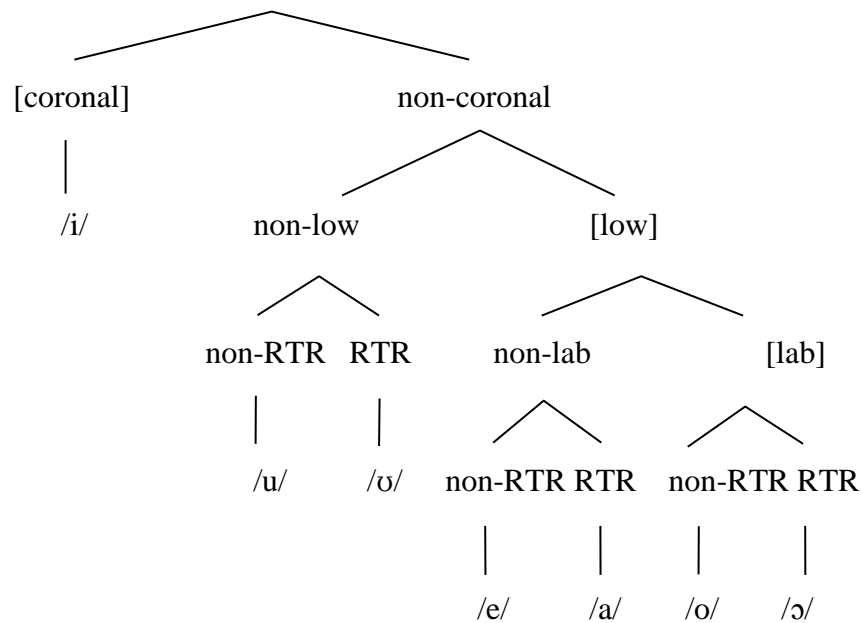 [coronal] non-coronal
/i/ non-low [low]
non-RTR RTR non-lab [lab]
/u/ /ʊ/ non-RTR RTR non-RTR RTR
/e/ /a/ /o/ /ɔ/